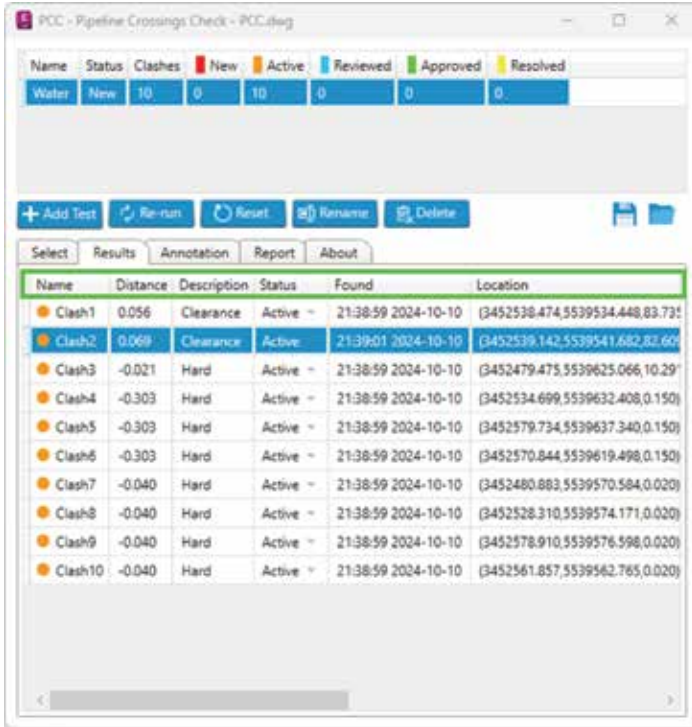 PCC - Pipeline Crossings Check - PCC.dwg
Name Status Clashes New Active Reviewed Approved Resolved
Water New 10 0 10 0 0 0
Add Test Re-run Reset Rename Delete
Select Results Annotation Report About
Name Distance Description Status Found Location
Clash1 0.056 Clearance Active 21:38:59 2024-10-10 (3452538.474,5539534.448,83.735
Clash2 0.069 Clearance Active 21:39:01 2024-10-10 (3452539.142,5539541.682,82.609
Clash3 -0.021 Hard Active 21:38:59 2024-10-10 (3452479.475,5539625.066,10.29
Clash4 -0.303 Hard Active 21:38:59 2024-10-10 (3452534.699,5539632.408,0.150)
Clash5 -0.303 Hard Active 21:38:59 2024-10-10 (3452579.734,5539637.340,0.150)
Clash6 -0.303 Hard Active 21:38:59 2024-10-10 (3452570.844,5539619.498,0.150)
Clash7 -0.040 Hard Active 21:38:59 2024-10-10 (3452480.883,5539570.584,0.020)
Clash8 -0.040 Hard Active 21:38:59 2024-10-10 (3452528.310,5539574.171,0.020)
Clash9 -0.040 Hard Active 21:38:59 2024-10-10 (3452578.910,5539576.598,0.020)
Clash10 -0.040 Hard Active 21:38:59 2024-10-10 (3452561.857,5539562.765,0.020)